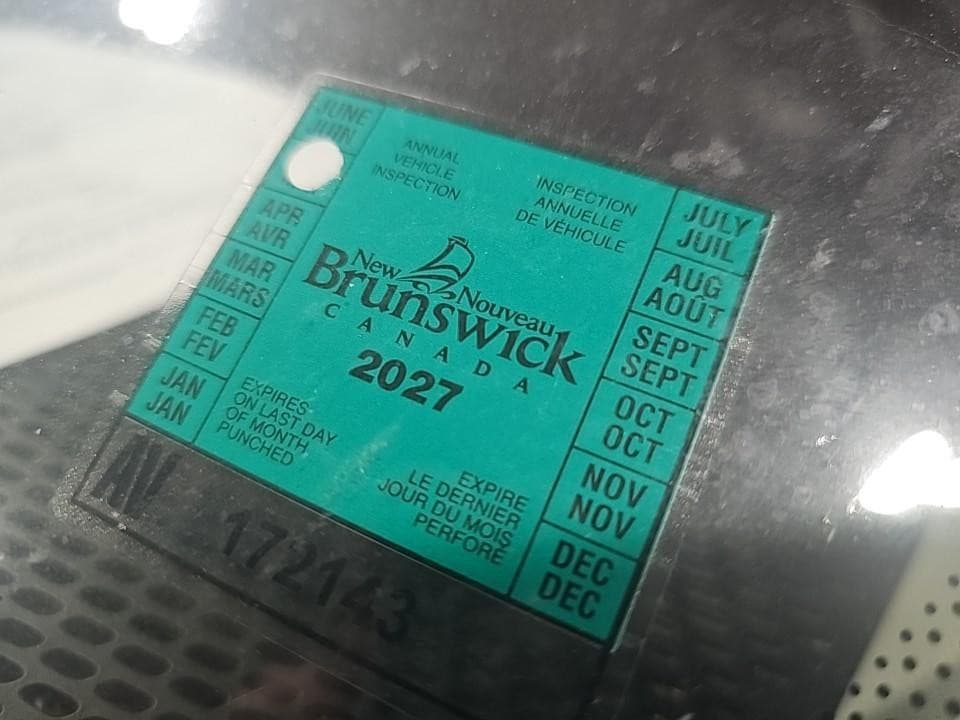 JUNE
JUIN
APR
AVR
MAR
MARS
FEB
FEV
JAN
JAN
ANNUAL
VEHICLE
INSPECTION
INSPECTION
ANNUELLE
DE VÉHICULE
New Nouveau
Brunswick
CANADA
2027
EXPIRES
ON LAST DAY
OF MONTH
PUNCHED
EXPIRE
LE DERNIER
JOUR DU MOIS
PERFORÉ
JULY
JUIL
AUG
AOÛT
SEPT
SEPT
OCT
OCT
NOV
NOV
DEC
DEC
AV
172143